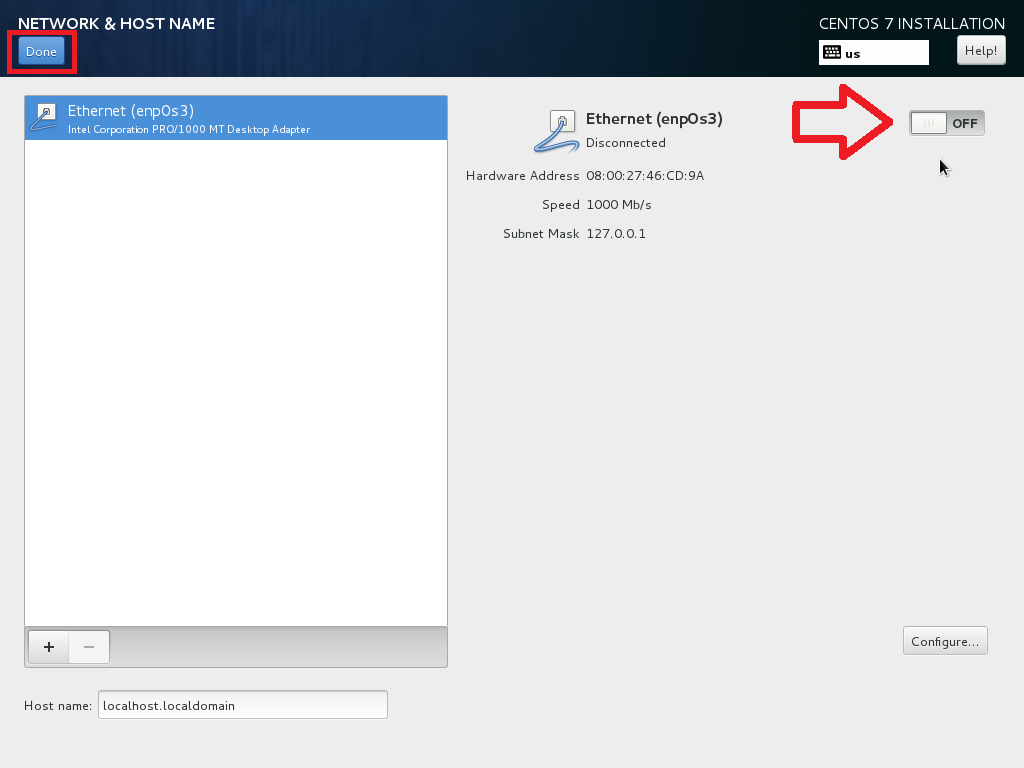 NETWORK & HOST NAME
CENTOS 7 INSTALLATION
Done
us
Help!
Ethernet (enp0s3)
Intel Corporation PRO/1000 MT Desktop Adapter
Ethernet (enp0s3)
Disconnected
OFF
Hardware Address 08:00:27:46:CD:9A
Speed 1000 Mb/s
Subnet Mask 127.0.0.1
+ −
Configure...
Host name: localhost.localdomain